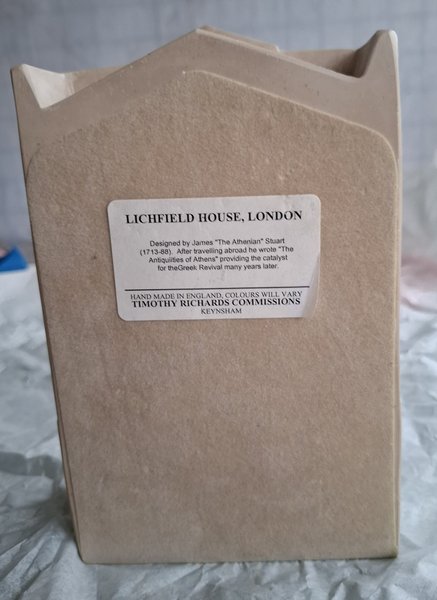 LICHFIELD HOUSE, LONDON
Designed by James "The Athenian" Stuart
(1713-88). After travelling abroad he wrote "The
Antiquities of Athens" providing the catalyst
for theGreek Revival many years later.
HAND MADE IN ENGLAND, COLOURS WILL VARY
TIMOTHY RICHARDS COMMISSIONS
KEYNSHAM